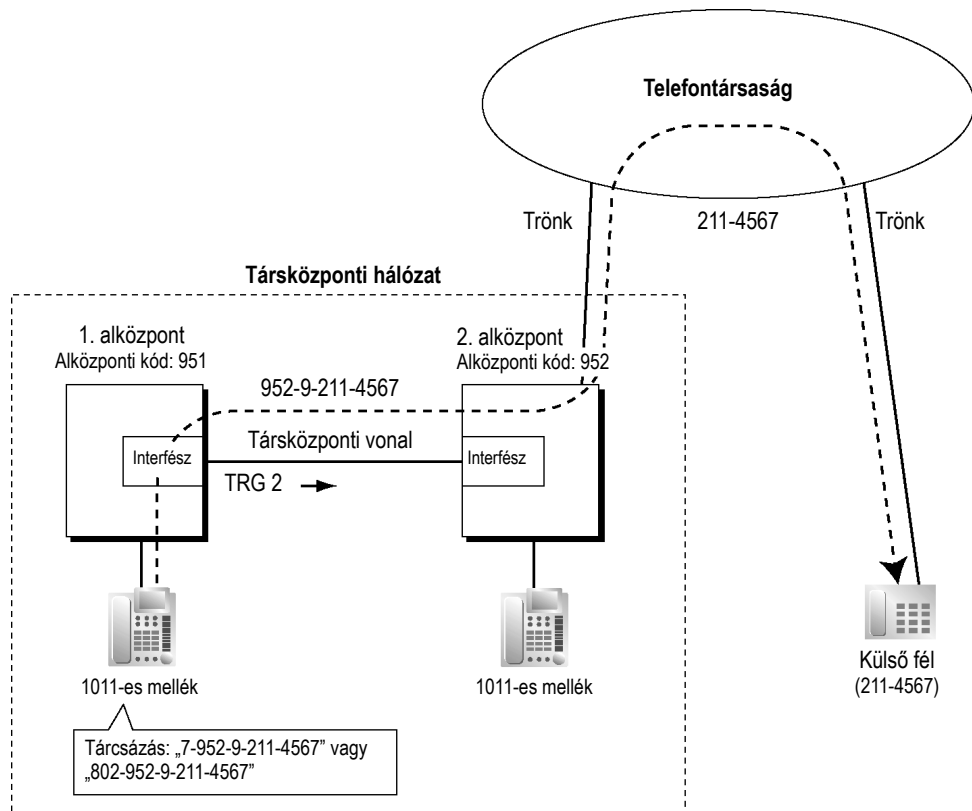 Telefontársaság
Trönk
211-4567
Trönk
Társközponti hálózat
1. alközpont
Alközponti kód: 951
2. alközpont
Alközponti kód: 952
952-9-211-4567
Társközponti vonal
Interfész
Interfész
TRG 2
1011-es mellék
1011-es mellék
Külső fél
(211-4567)
Tárcsázás: „7-952-9-211-4567” vagy
„802-952-9-211-4567”